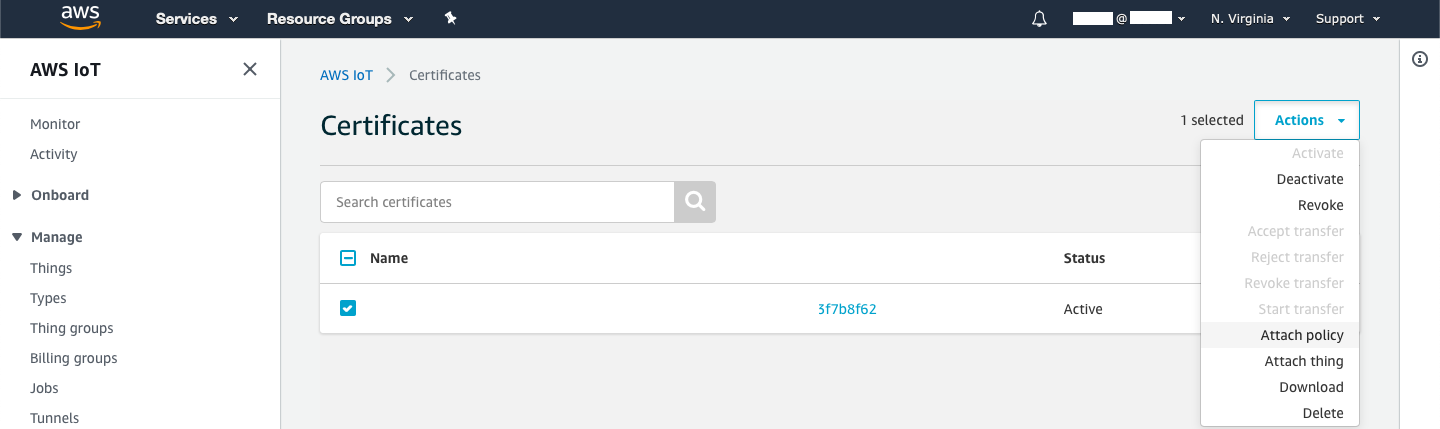 aws Services Resource Groups @ N. Virginia Support
AWS IoT
Monitor
Activity
Onboard
Manage
Things
Types
Thing groups
Billing groups
Jobs
Tunnels
AWS IoT Certificates
Certificates
1 selected Actions
Search certificates
Name Status
3f7b8f62 Active
Activate
Deactivate
Revoke
Accept transfer
Reject transfer
Revoke transfer
Start transfer
Attach policy
Attach thing
Download
Delete